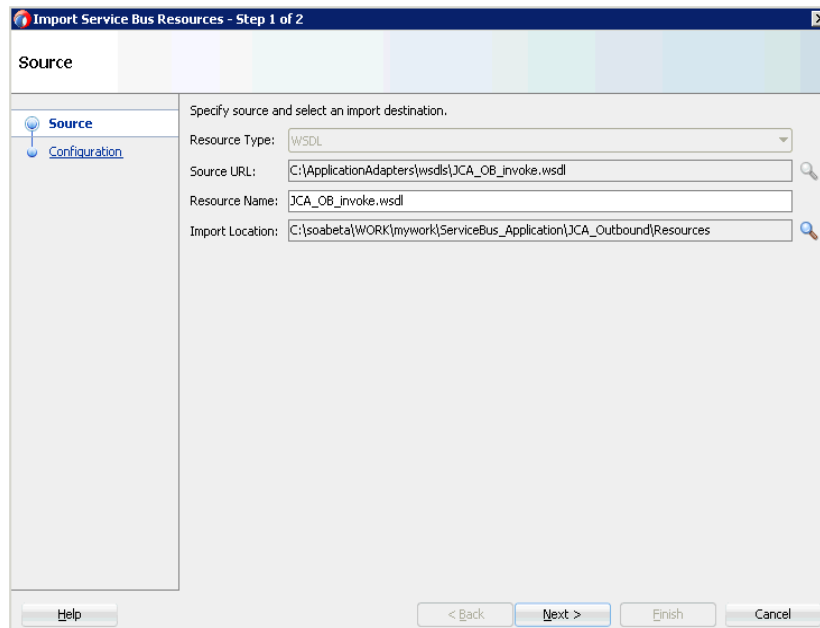 Import Service Bus Resources - Step 1 of 2
Source
Source
Configuration
Specify source and select an import destination.
Resource Type: WSDL
Source URL: C:\ApplicationAdapters\wsdls\JCA_OB_invoke.wsdl
Resource Name: JCA_OB_invoke.wsdl
Import Location: C:\soabeta\WORK\mywork\ServiceBus_Application\JCA_Outbound\Resources
Help < Back Next > Finish Cancel